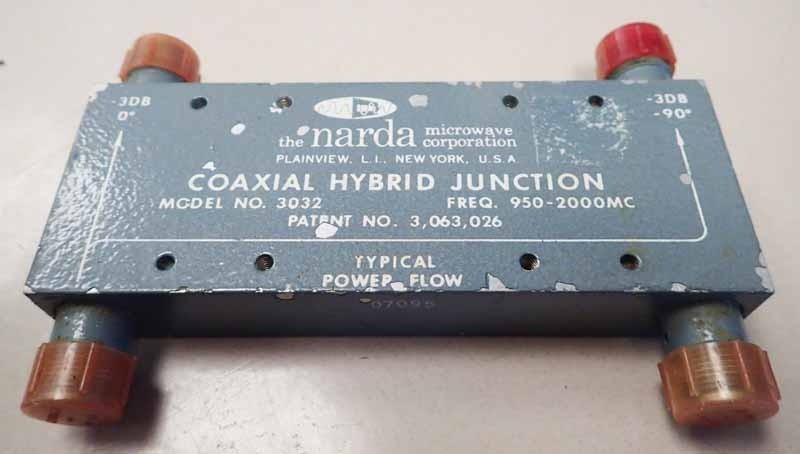 -3DB
0°
-3DB
-90°
the narda microwave corporation
PLAINVIEW, L.I., NEW YORK, U.S.A
COAXIAL HYBRID JUNCTION
MODEL NO. 3032 FREQ. 950-2000MC
PATENT NO. 3,063,026
TYPICAL
POWER FLOW
07095